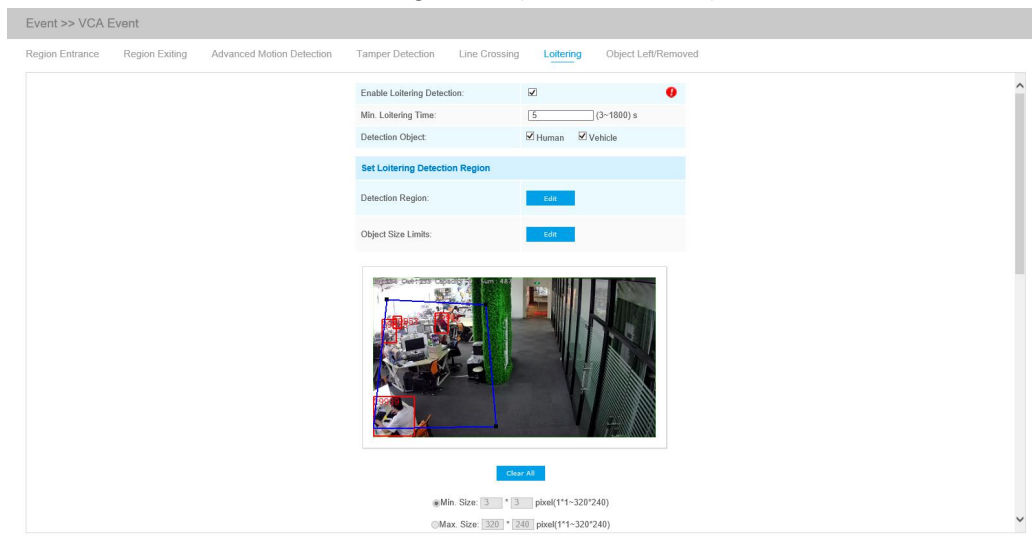 Event >> VCA Event
Region Entrance Region Exiting Advanced Motion Detection Tamper Detection Line Crossing Loitering Object Left/Removed
Enable Loitering Detection:
Min. Loitering Time: 5 (3~1800) s
Detection Object: Human Vehicle
Set Loitering Detection Region
Detection Region: Edit
Object Size Limits: Edit
Sum: 487
Clear All
Min. Size: 3 * 3 pixel(1*1~320*240)
Max. Size: 320 * 240 pixel(1*1~320*240)